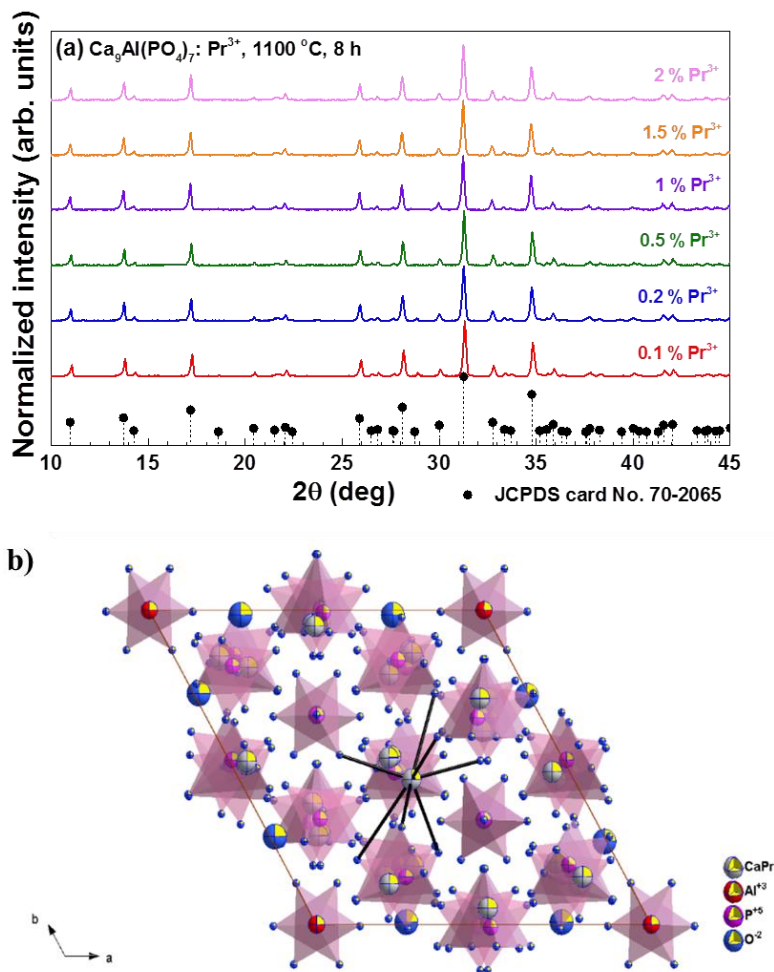 (a) Ca₉Al(PO₄)₇: Pr³⁺, 1100 °C, 8 h
Normalized intensity (arb. units)
2 % Pr³⁺
1.5 % Pr³⁺
1 % Pr³⁺
0.5 % Pr³⁺
0.2 % Pr³⁺
0.1 % Pr³⁺
10 15 20 25 30 35 40 45
2θ (deg)
JCPDS card No. 70-2065
b)
CaPr
Al⁺³
P⁺⁵
O⁻²
b
a